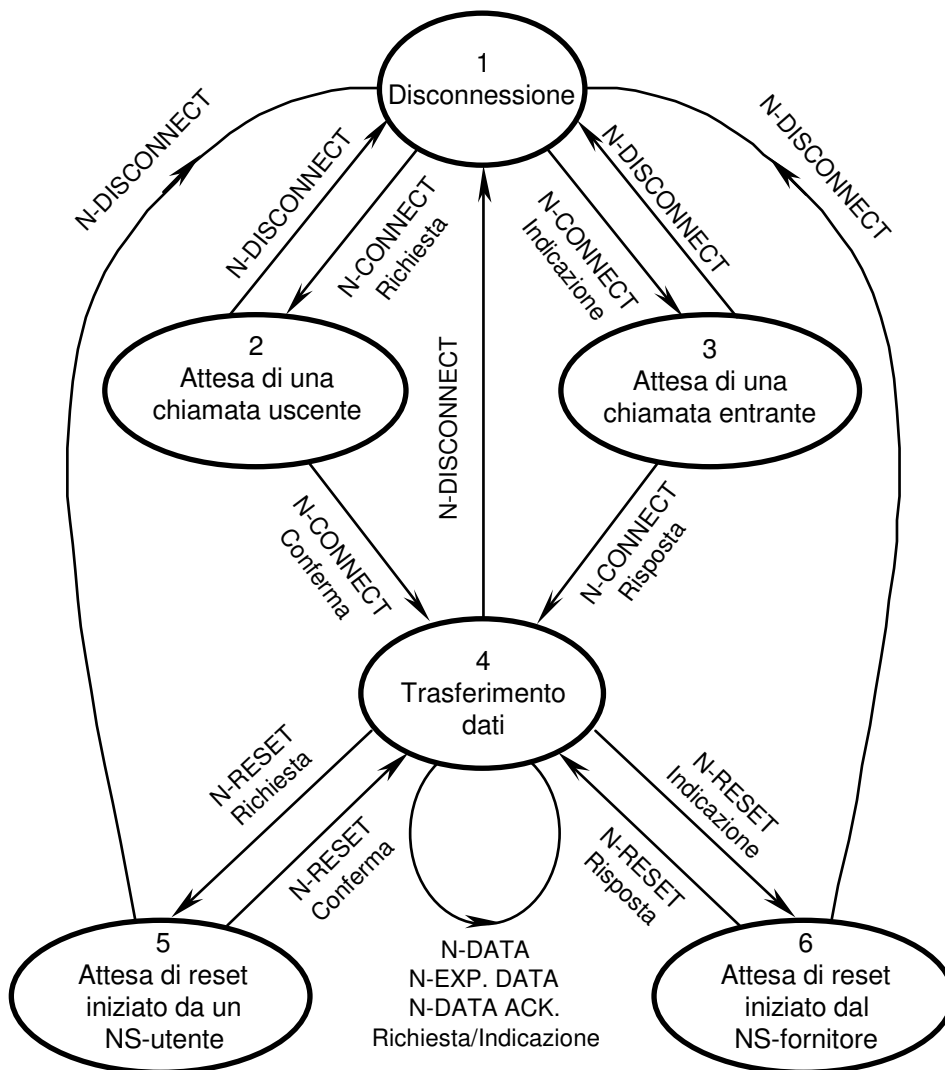 1
Disconnessione
N-DISCONNECT
N-DISCONNECT
N-CONNECT
Richiesta
N-CONNECT
Indicazione
N-DISCONNECT
N-DISCONNECT
2
Attesa di una
chiamata uscente
N-DISCONNECT
3
Attesa di una
chiamata entrante
N-CONNECT
Conferma
N-CONNECT
Risposta
4
Trasferimento
dati
N-RESET
Richiesta
N-RESET
Conferma
N-RESET
Indicazione
N-RESET
Risposta
5
Attesa di reset
iniziato da un
NS-utente
N-DATA
N-EXP. DATA
N-DATA ACK.
Richiesta/Indicazione
6
Attesa di reset
iniziato dal
NS-fornitore